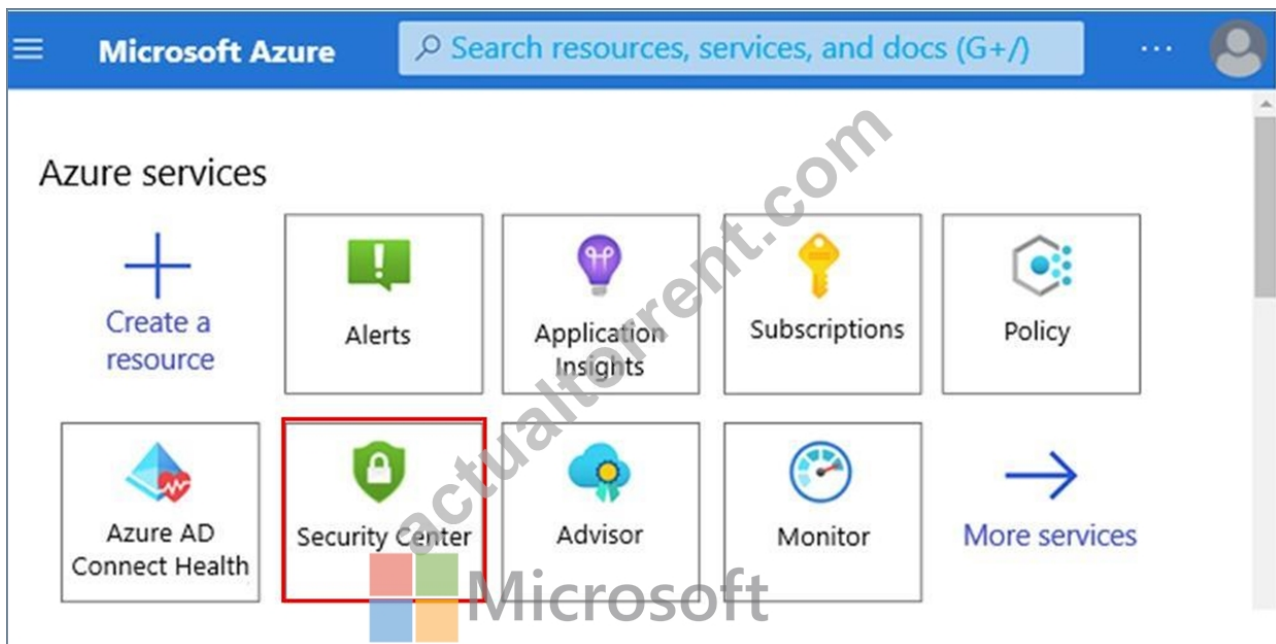 Microsoft Azure
Search resources, services, and docs (G+/)
...
Azure services
Create a
resource
Alerts
Application
Insights
Subscriptions
Policy
Azure AD
Connect Health
Security Center
Advisor
Monitor
More services
actualtorrent.com
Microsoft